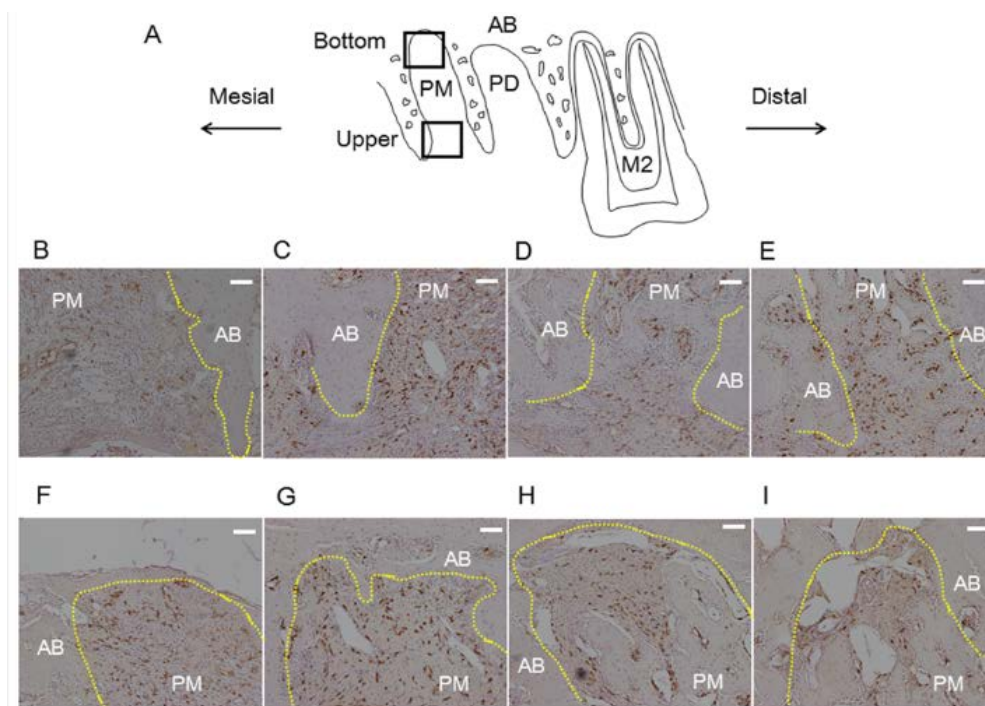 A
AB
Bottom
PM
PD
Mesial
Distal
Upper
M2
B
C
D
E
PM
AB
PM
AB
PM
AB
AB
PM
AB
AB
F
G
H
I
AB
PM
AB
PM
AB
PM
AB
PM